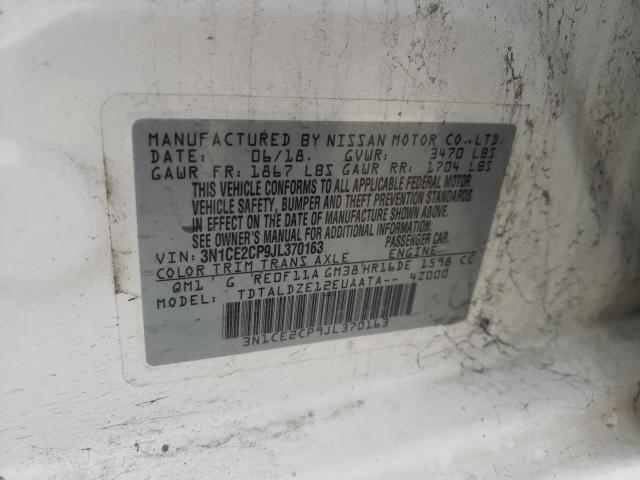 MANUFACTURED BY NISSAN MOTOR CO., LTD.
DATE: 06/18. GVWR: 3470 LBS
GAWR FR: 1867 LBS GAWR RR: 1704 LBS
THIS VEHICLE CONFORMS TO ALL APPLICABLE FEDERAL MOTOR
VEHICLE SAFETY, BUMPER AND THEFT PREVENTION STANDARDS
IN EFFECT ON THE DATE OF MANUFACTURE SHOWN ABOVE.
SEE OWNER'S MANUAL FOR ADDITIONAL INFORMATION.
VIN: 3N1CE2CP9JL370163 PASSENGER CAR.
COLOR TRIM TRANS AXLE ENGINE
QM1 G RE0F11A GM38 HR16DE 1598 CC
TDTALDZE12EUAATA-- 42000
3N1CE2CP9JL370163